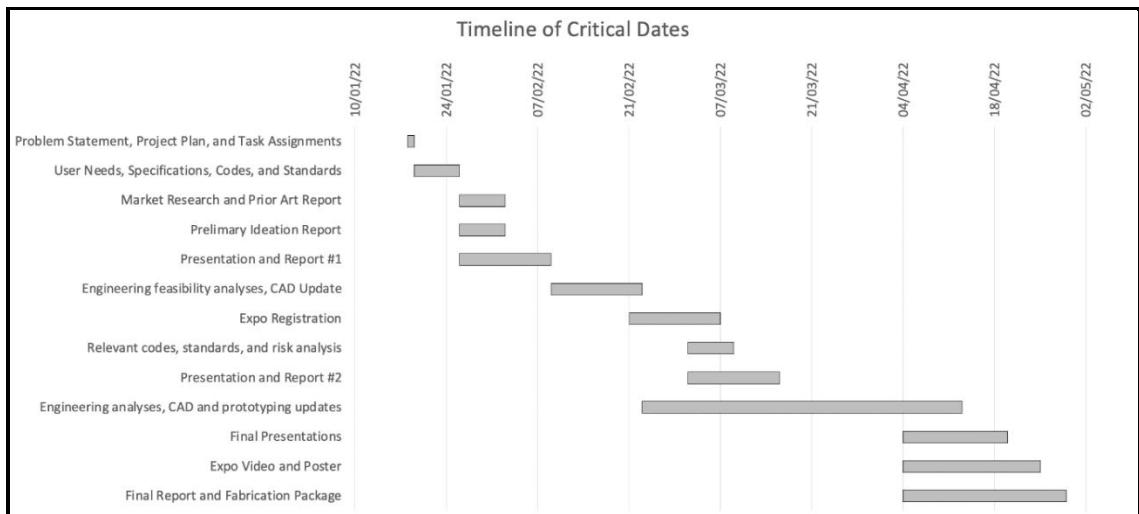 Timeline of Critical Dates
10/01/22
24/01/22
07/02/22
21/02/22
07/03/22
21/03/22
04/04/22
18/04/22
02/05/22
Problem Statement, Project Plan, and Task Assignments
User Needs, Specifications, Codes, and Standards
Market Research and Prior Art Report
Prelimary Ideation Report
Presentation and Report #1
Engineering feasibility analyses, CAD Update
Expo Registration
Relevant codes, standards, and risk analysis
Presentation and Report #2
Engineering analyses, CAD and prototyping updates
Final Presentations
Expo Video and Poster
Final Report and Fabrication Package